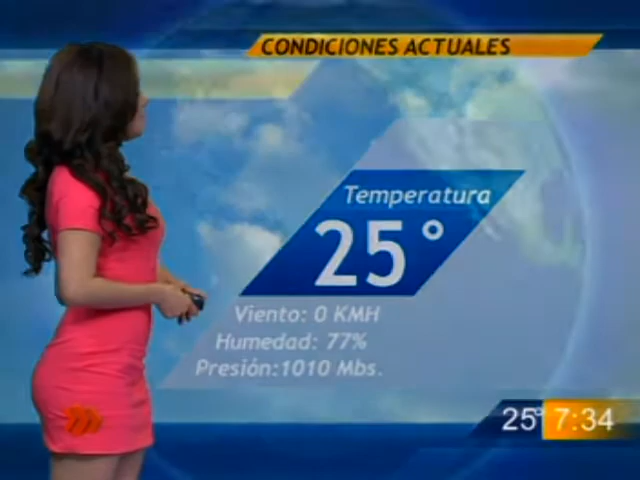 CONDICIONES ACTUALES
Temperatura
25°
Viento: 0 KMH
Humedad: 77%
Presión:1010 Mbs.
25° 7:34